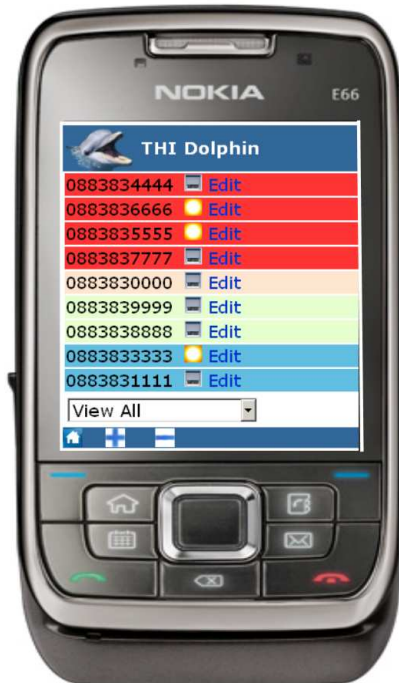 NOKIA E66
THI Dolphin
0883834444 Edit
0883836666 Edit
0883835555 Edit
0883837777 Edit
0883830000 Edit
0883839999 Edit
0883838888 Edit
0883833333 Edit
0883831111 Edit
View All